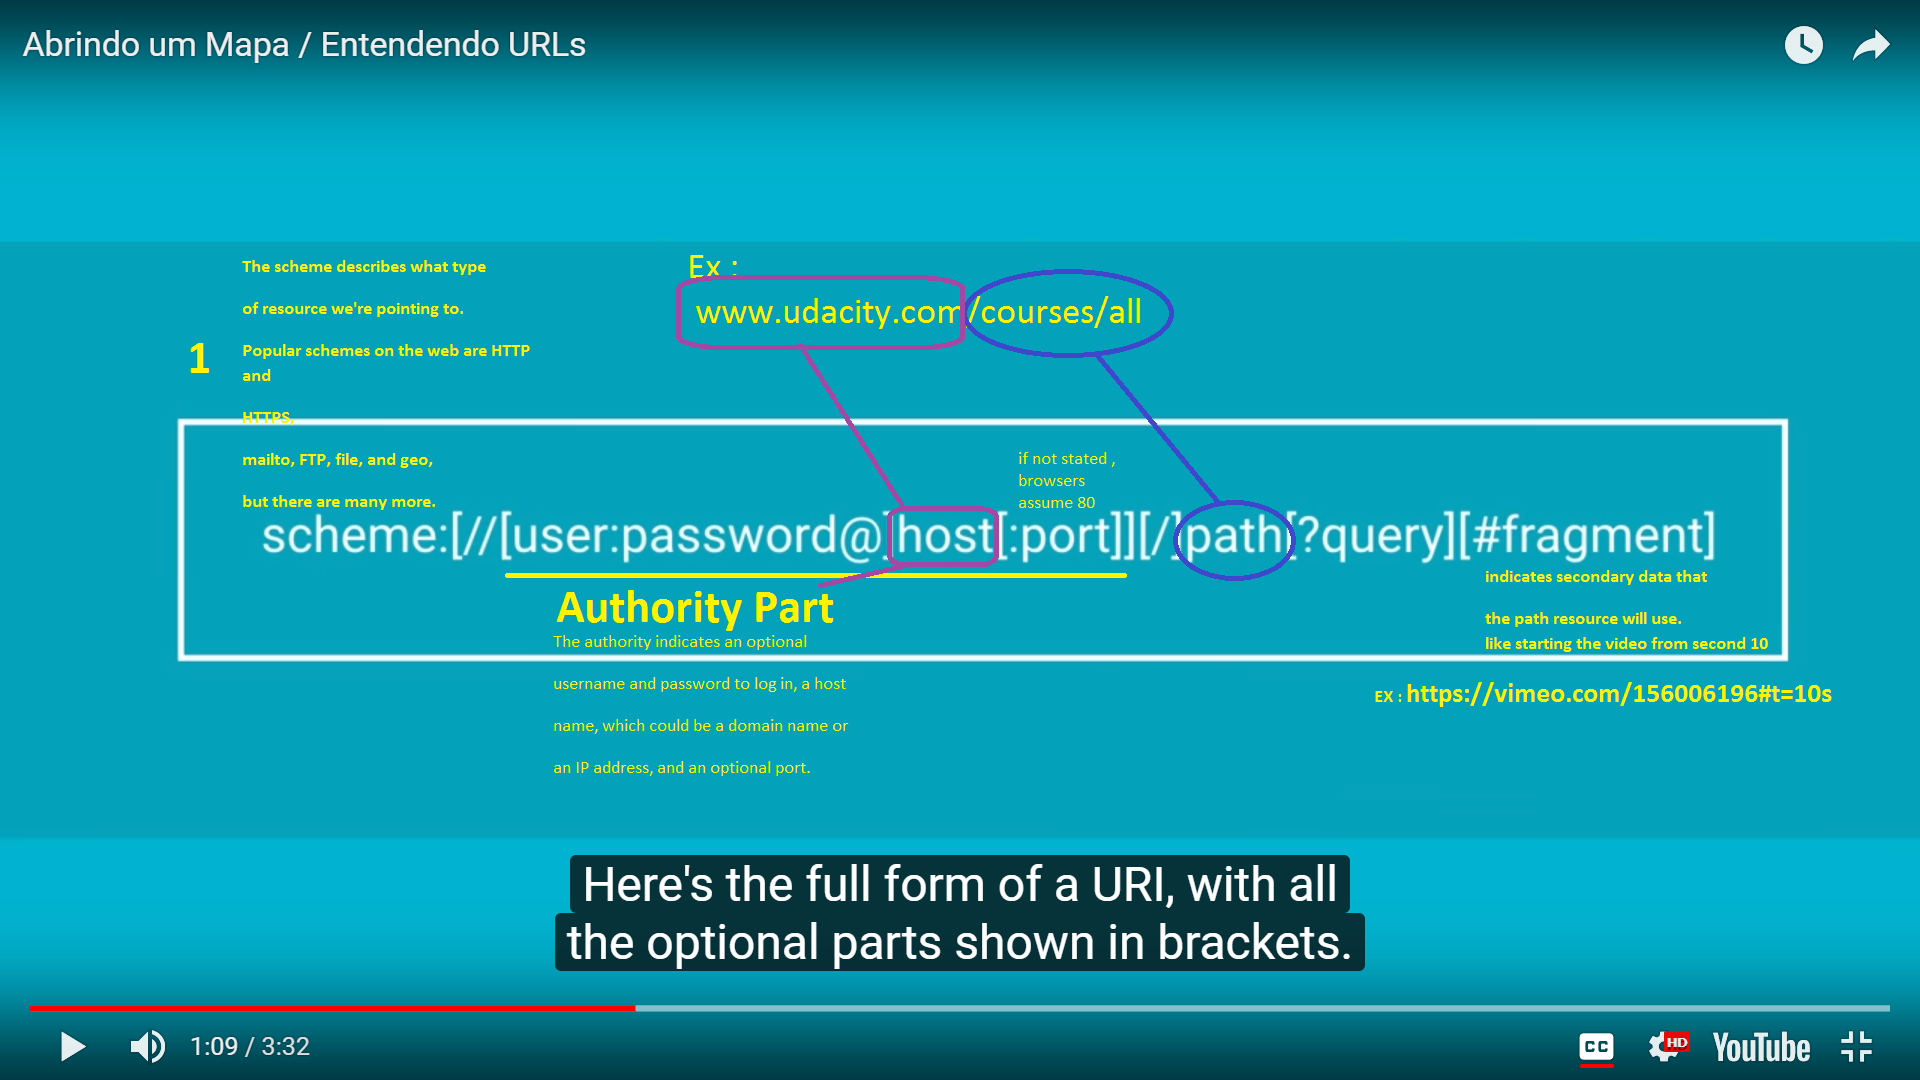 Abrindo um Mapa / Entendendo URLs
The scheme describes what type
of resource we're pointing to.
1
Popular schemes on the web are HTTP
and
HTTPS,
mailto, FTP, file, and geo,
but there are many more.
Ex :
www.udacity.com/courses/all
if not stated ,
browsers
assume 80
scheme:[//[user:password@]host[:port]][/]path[?query][#fragment]
Authority Part
The authority indicates an optional
username and password to log in, a host
name, which could be a domain name or
an IP address, and an optional port.
indicates secondary data that
the path resource will use.
like starting the video from second 10
EX : https://vimeo.com/156006196#t=10s
Here's the full form of a URI, with all
the optional parts shown in brackets.
1:09 / 3:32
CC
HD
YouTube